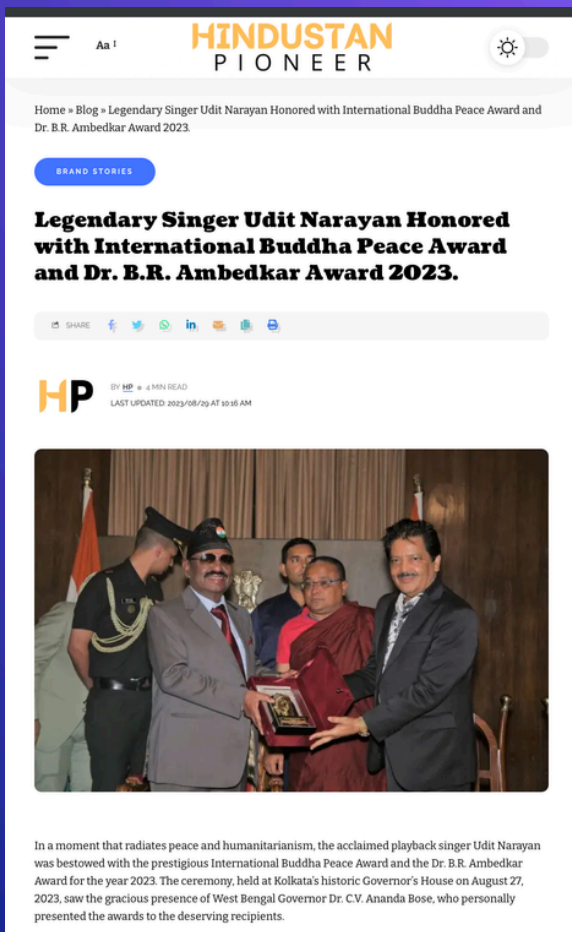 Aa I
HINDUSTAN
PIONEER
Home » Blog » Legendary Singer Udit Narayan Honored with International Buddha Peace Award and
Dr. B.R. Ambedkar Award 2023.
BRAND STORIES
Legendary Singer Udit Narayan Honored
with International Buddha Peace Award
and Dr. B.R. Ambedkar Award 2023.
SHARE
HP
BY HP 4 MIN READ
LAST UPDATED: 2023/08/29 AT 10:16 AM
In a moment that radiates peace and humanitarianism, the acclaimed playback singer Udit Narayan
was bestowed with the prestigious International Buddha Peace Award and the Dr. B.R. Ambedkar
Award for the year 2023. The ceremony, held at Kolkata's historic Governor's House on August 27,
2023, saw the gracious presence of West Bengal Governor Dr. C.V. Ananda Bose, who personally
presented the awards to the deserving recipients.